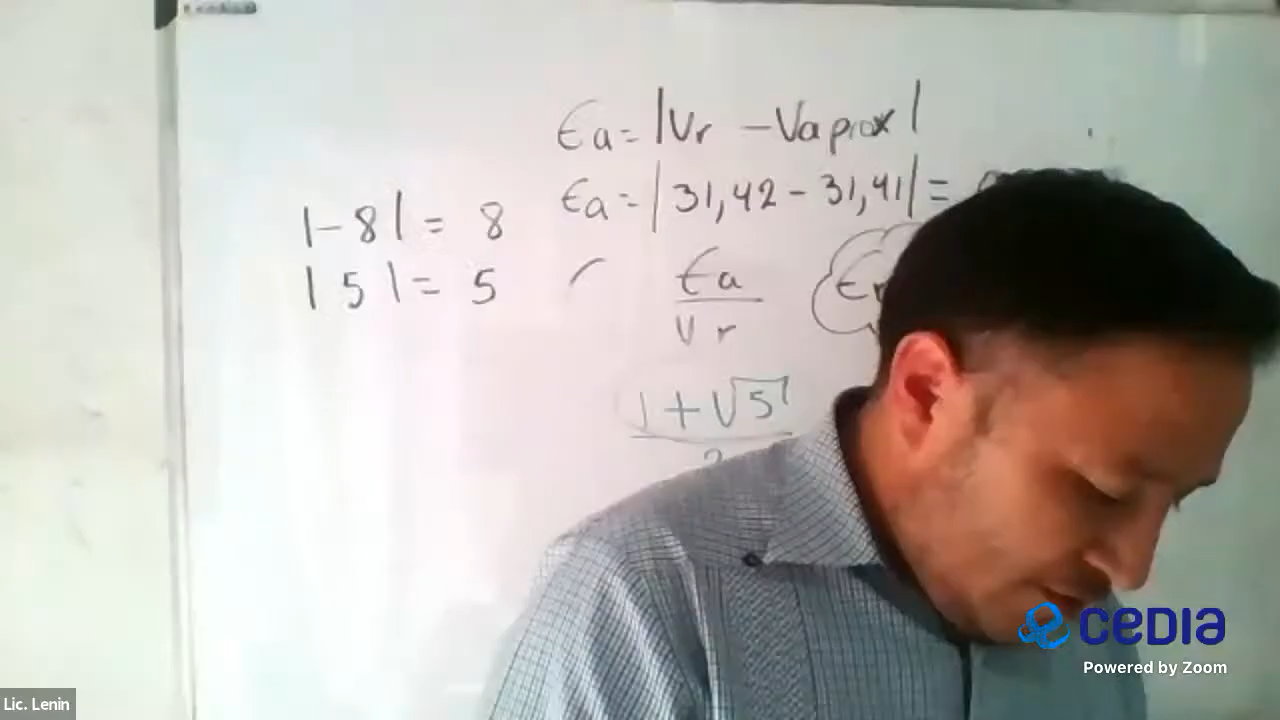 Ea = |Vr - Vaprox|
Ea = | 31,42 - 31,41 | =
|-8| = 8
| 5 | = 5
Ea
Vr
1 + √5
2
cedia
Powered by Zoom
Lic. Lenin